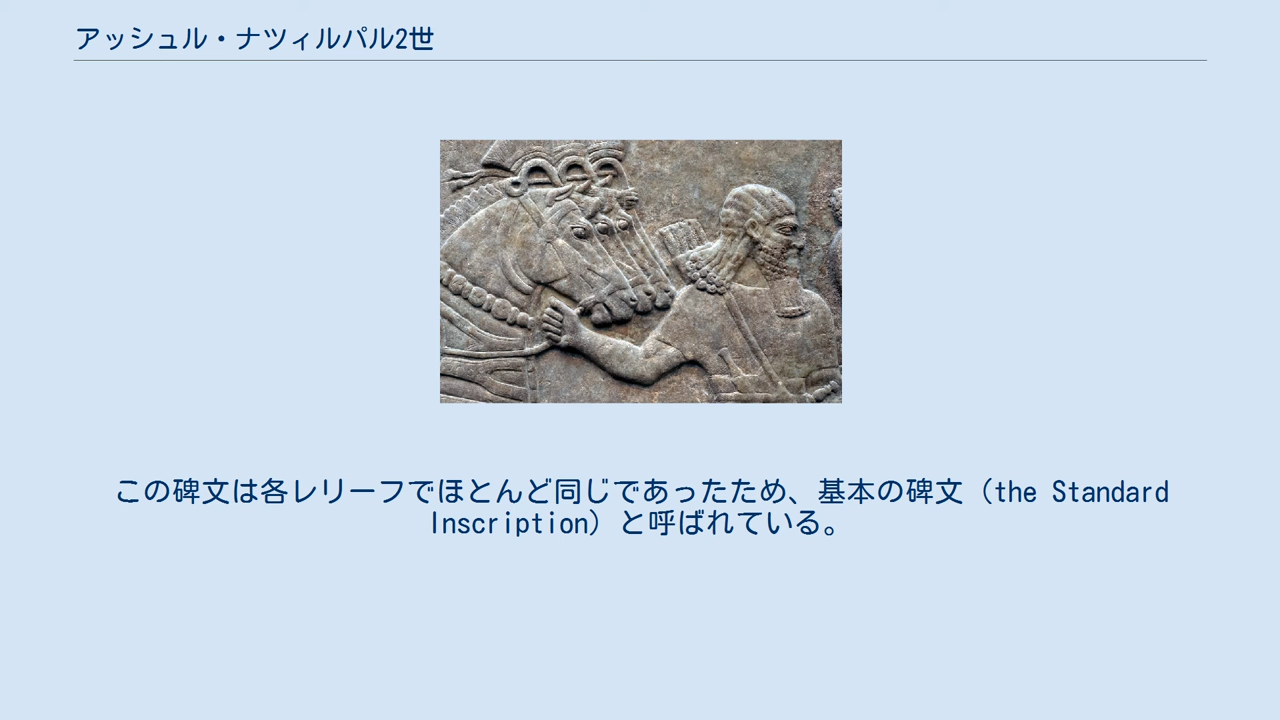 アッシュル・ナツィルパル2世
この碑文は各レリーフでほとんど同じであったため、基本の碑文（the Standard
Inscription）と呼ばれている。